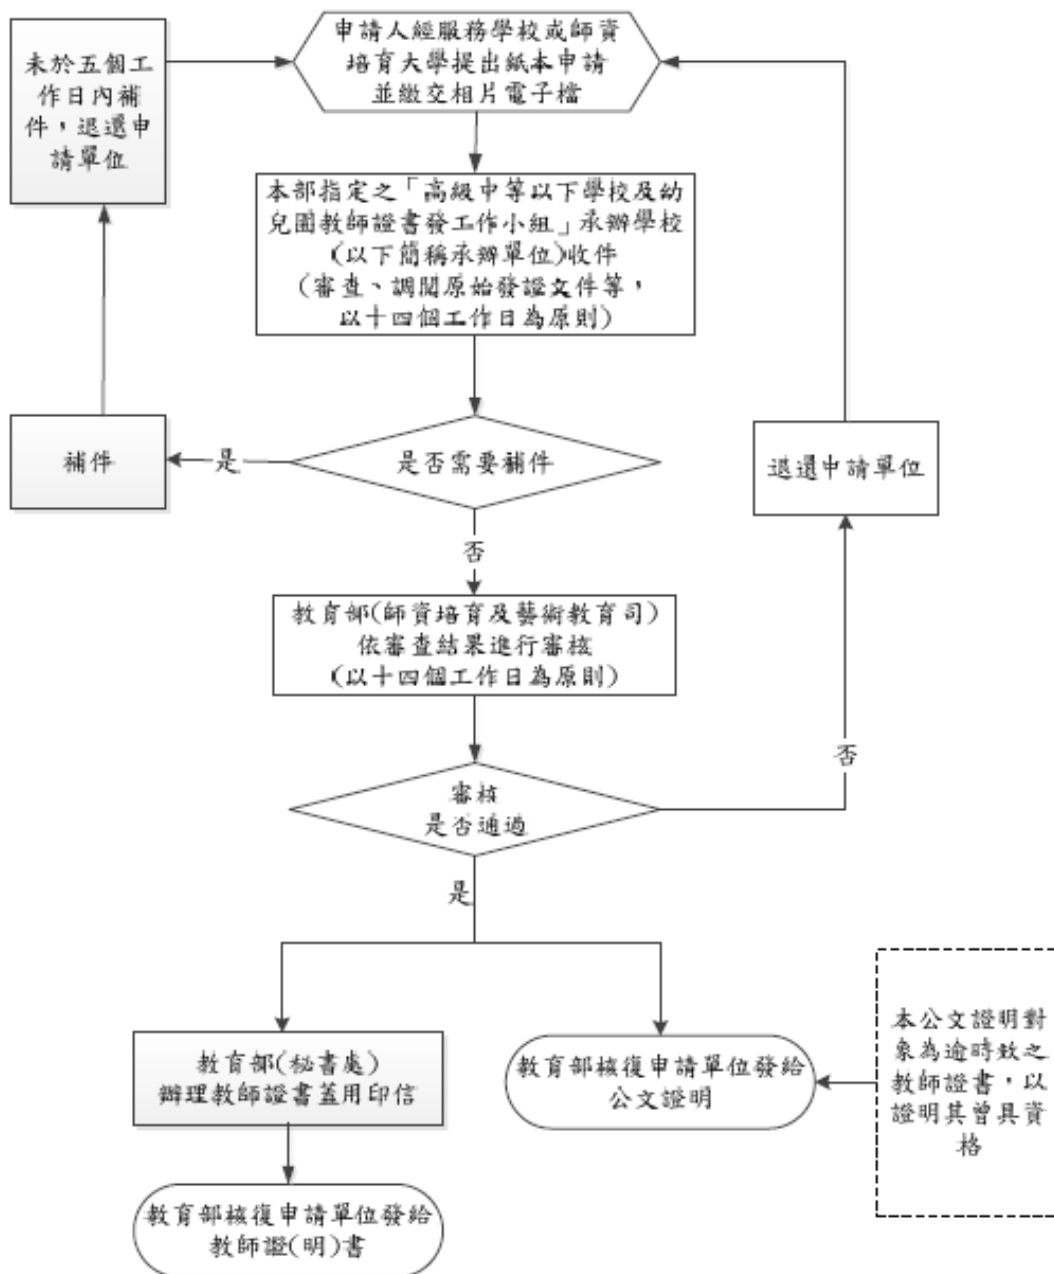 申請人經服務學校或師資
培育大學提出紙本申請
並繳交相片電子檔
未於五個工
作日內補
件，退還申
請單位
本部指定之「高級中等以下學校及幼
兒園教師證書發工作小組」承辦學校
(以下簡稱承辦單位)收件
(審查、調閱原始發證文件等，
以十四個工作日為原則)
補件
是
是否需要補件
退還申請單位
否
教育部(師資培育及藝術教育司)
依審查結果進行審核
(以十四個工作日為原則)
否
審核
是否通過
是
教育部(秘書處)
辦理教師證書蓋用印信
教育部核復申請單位發給
公文證明
本公文證明對
象為逾時效之
教師證書，以
證明其曾具資
格
教育部核復申請單位發給
教師證(明)書